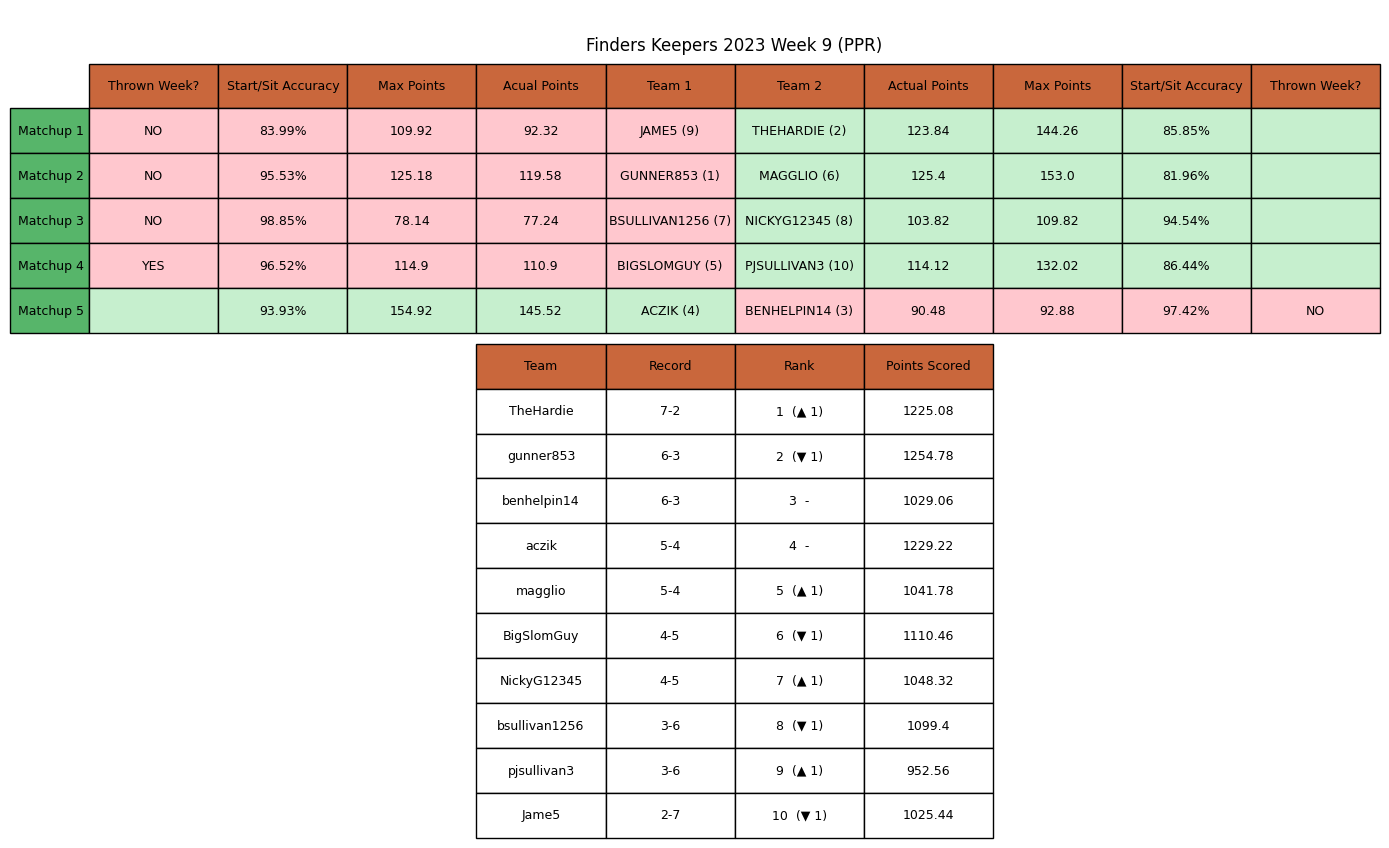 Finders Keepers 2023 Week 9 (PPR)
Thrown Week? Start/Sit Accuracy Max Points Acual Points Team 1 Team 2 Actual Points Max Points Start/Sit Accuracy Thrown Week?
Matchup 1 NO 83.99% 109.92 92.32 JAME5 (9) THEHARDIE (2) 123.84 144.26 85.85%
Matchup 2 NO 95.53% 125.18 119.58 GUNNER853 (1) MAGGLIO (6) 125.4 153.0 81.96%
Matchup 3 NO 98.85% 78.14 77.24 BSULLIVAN1256 (7) NICKYG12345 (8) 103.82 109.82 94.54%
Matchup 4 YES 96.52% 114.9 110.9 BIGSLOMGUY (5) PJSULLIVAN3 (10) 114.12 132.02 86.44%
Matchup 5 93.93% 154.92 145.52 ACZIK (4) BENHELPIN14 (3) 90.48 92.88 97.42% NO
Team Record Rank Points Scored
TheHardie 7-2 1 (▲ 1) 1225.08
gunner853 6-3 2 (▼ 1) 1254.78
benhelpin14 6-3 3 - 1029.06
aczik 5-4 4 - 1229.22
magglio 5-4 5 (▲ 1) 1041.78
BigSlomGuy 4-5 6 (▼ 1) 1110.46
NickyG12345 4-5 7 (▲ 1) 1048.32
bsullivan1256 3-6 8 (▼ 1) 1099.4
pjsullivan3 3-6 9 (▲ 1) 952.56
Jame5 2-7 10 (▼ 1) 1025.44